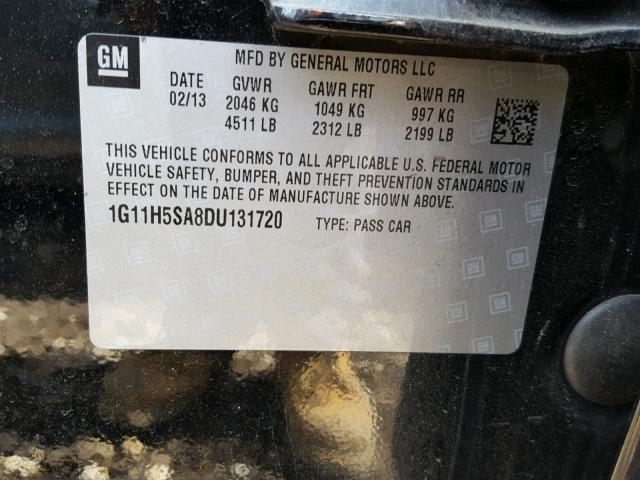 GM
MFD BY GENERAL MOTORS LLC
DATE GVWR GAWR FRT GAWR RR
02/13 2046 KG 1049 KG 997 KG
4511 LB 2312 LB 2199 LB
THIS VEHICLE CONFORMS TO ALL APPLICABLE U.S. FEDERAL MOTOR
VEHICLE SAFETY, BUMPER, AND THEFT PREVENTION STANDARDS IN
EFFECT ON THE DATE OF MANUFACTURE SHOWN ABOVE.
1G11H5SA8DU131720 TYPE: PASS CAR